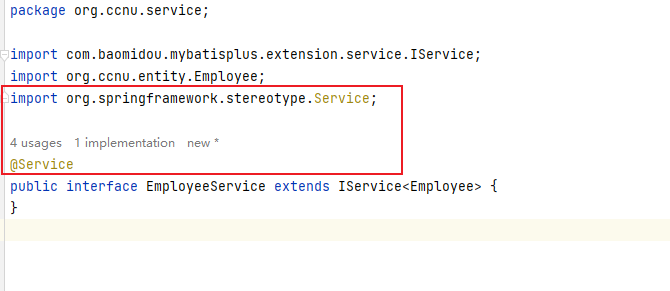 package org.ccnu.service;
import com.baomidou.mybatisplus.extension.service.IService;
import org.ccnu.entity.Employee;
import org.springframework.stereotype.Service;
4 usages 1 implementation new *
@Service
public interface EmployeeService extends IService<Employee> {
}